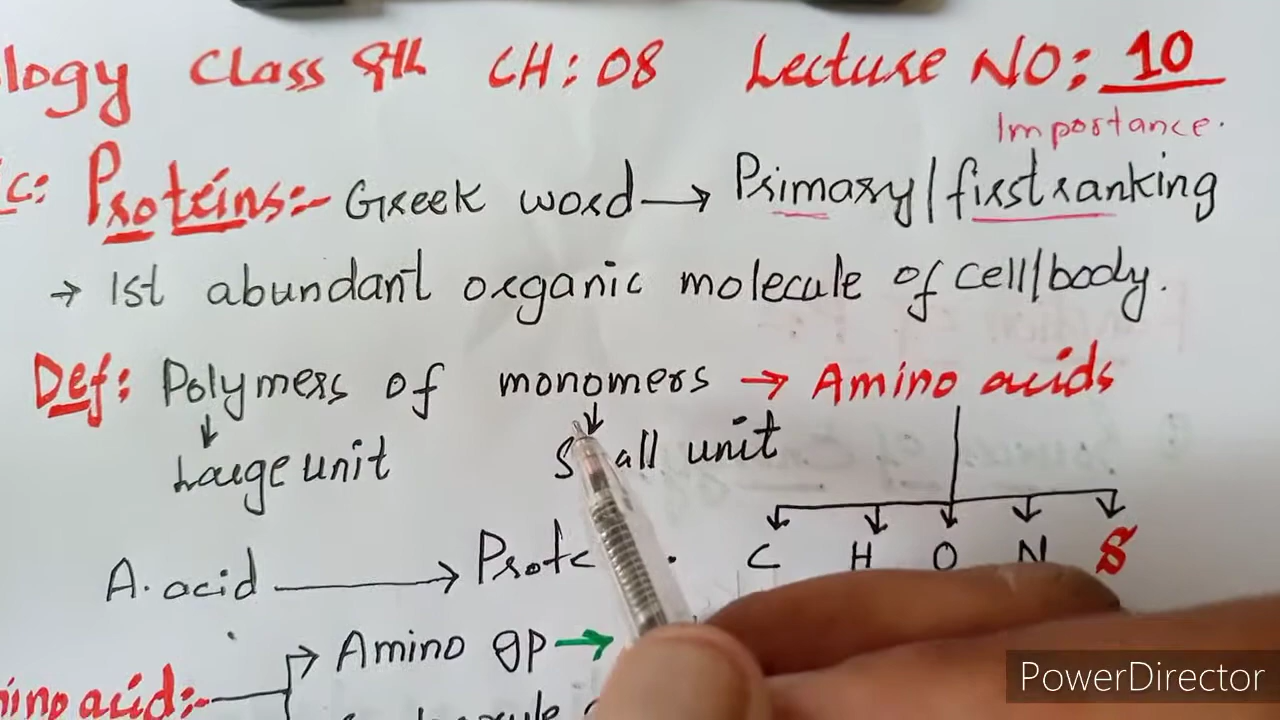 logy Class 9th CH: 08 Lecture NO: 10
Importance.
ic: Proteins:- Greek word → Primary/first ranking
→ 1st abundant organic molecule of cell/body.
Def: Polymers of monomers → Amino acids
Large unit Small unit
C H O N S
A. acid → Prote
Amino gp →
mino acid:-
PowerDirector